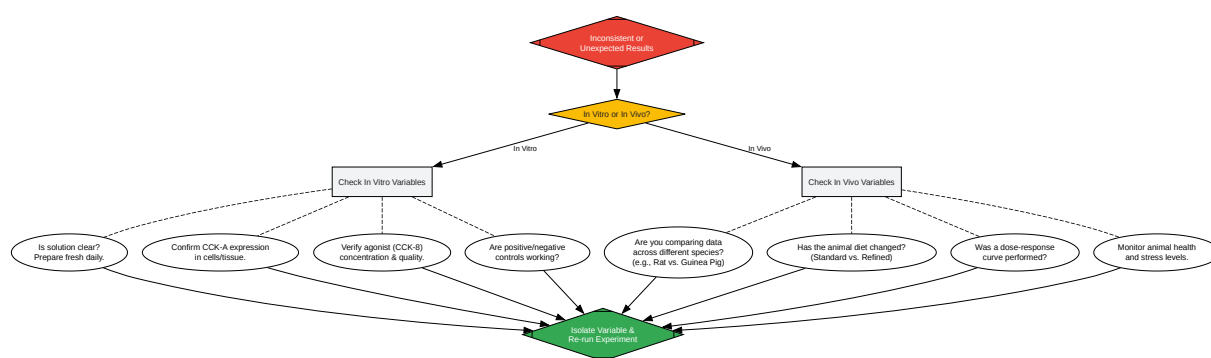 Inconsistent or
Unexpected Results
In Vitro or In Vivo?
In Vitro
In Vivo
Check In Vitro Variables
Check In Vivo Variables
Is solution clear?
Prepare fresh daily.
Confirm CCK-A expression
in cells/tissue.
Verify agonist (CCK-8)
concentration & quality.
Are positive/negative
controls working?
Are you comparing data
across different species?
(e.g., Rat vs. Guinea Pig)
Has the animal diet changed?
(Standard vs. Refined)
Was a dose-response
curve performed?
Monitor animal health
and stress levels.
Isolate Variable &
Re-run Experiment